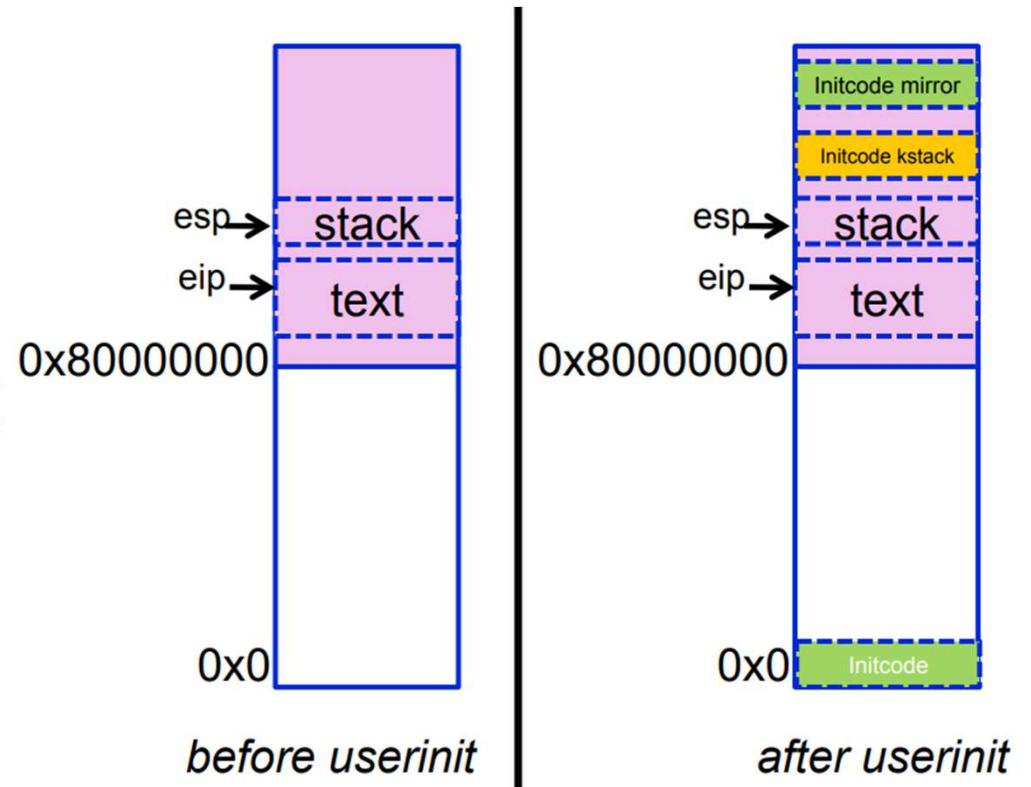 esp
stack
eip
text
0x80000000
0x0
before userinit
Initcode mirror
Initcode kstack
esp
stack
eip
text
0x80000000
0x0
Initcode
after userinit